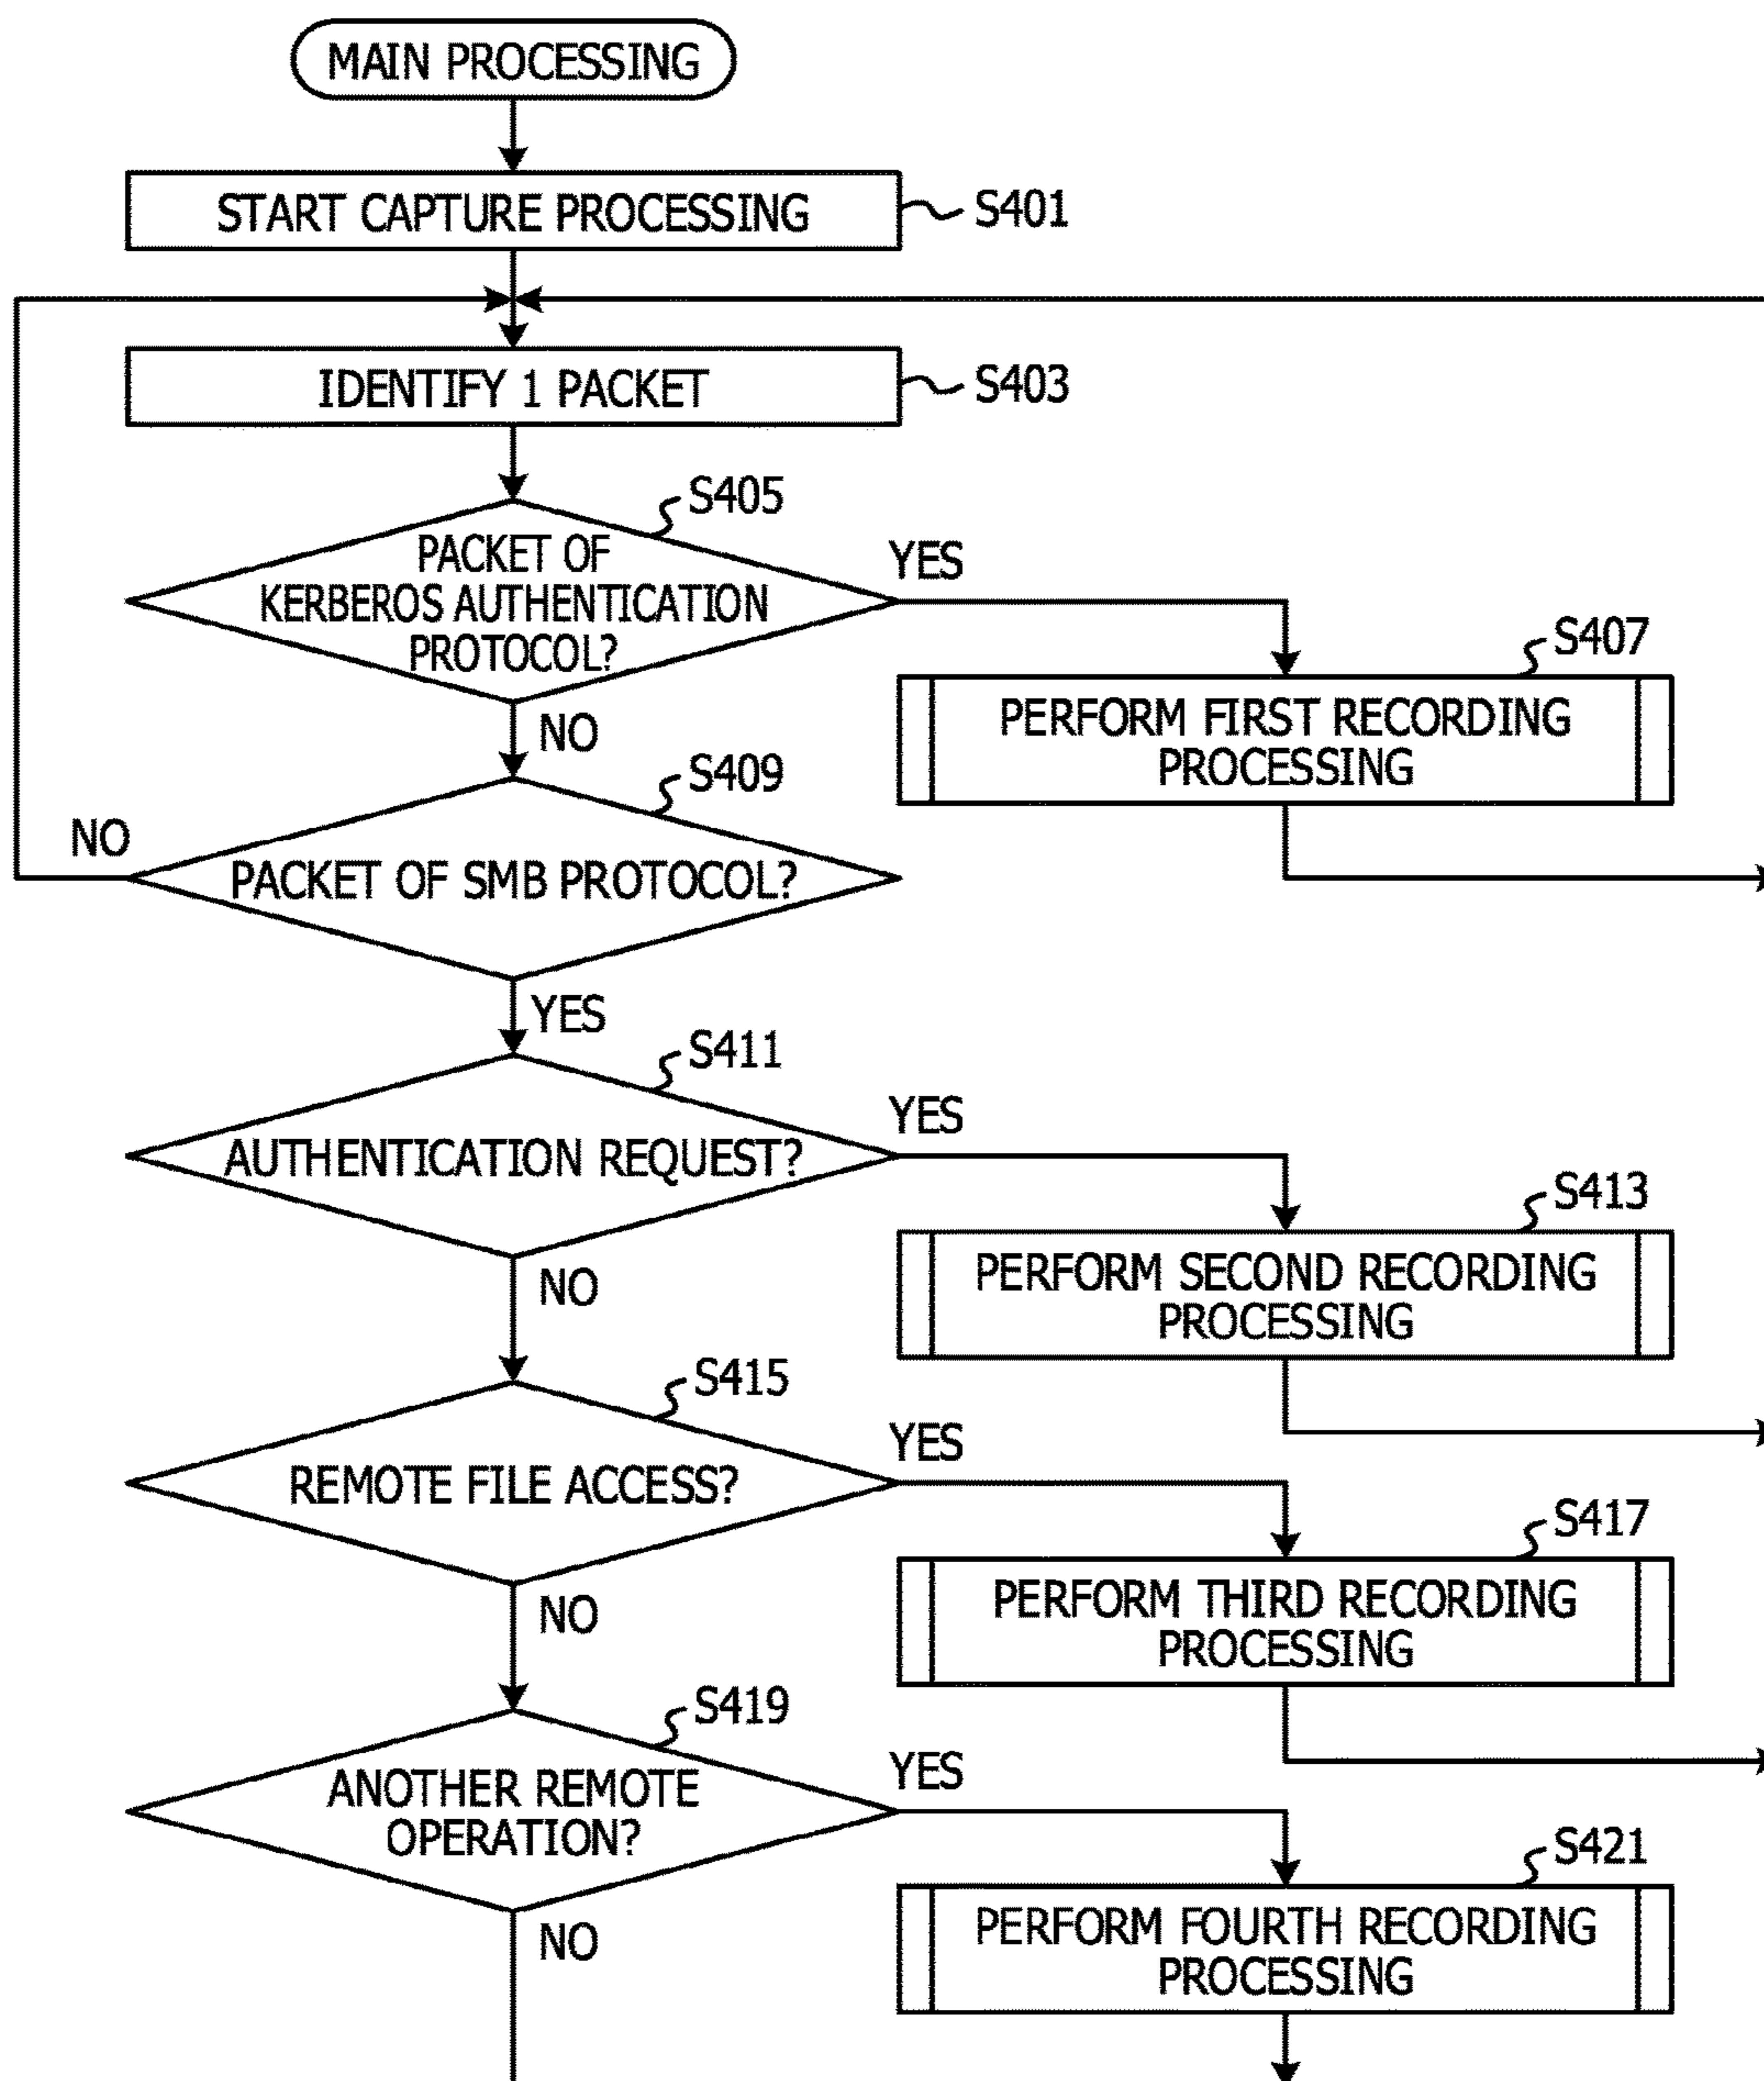 MAIN PROCESSING
START CAPTURE PROCESSING
S401
IDENTIFY 1 PACKET
S403
S405
PACKET OF
KERBEROS AUTHENTICATION
PROTOCOL?
YES
NO
S407
PERFORM FIRST RECORDING
PROCESSING
S409
NO
PACKET OF SMB PROTOCOL?
YES
S411
AUTHENTICATION REQUEST?
YES
NO
S413
PERFORM SECOND RECORDING
PROCESSING
S415
REMOTE FILE ACCESS?
YES
NO
S417
PERFORM THIRD RECORDING
PROCESSING
S419
ANOTHER REMOTE
OPERATION?
YES
NO
S421
PERFORM FOURTH RECORDING
PROCESSING